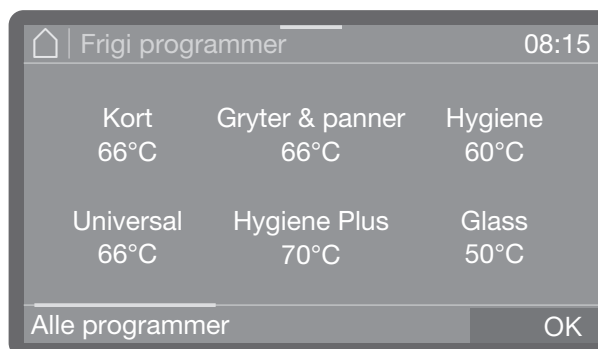 Frigi programmer 08:15
Kort Gryter & panner Hygiene
66°C 66°C 60°C
Universal Hygiene Plus Glass
66°C 70°C 50°C
Alle programmer OK